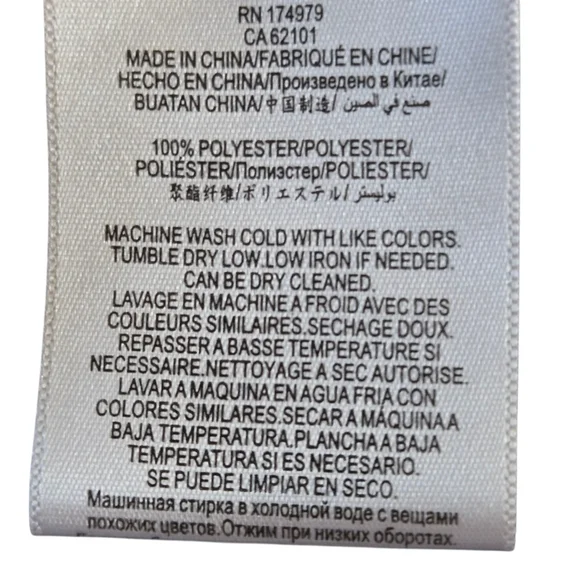 RN 174979
CA 62101
MADE IN CHINA/FABRIQUÉ EN CHINE/
HECHO EN CHINA/Произведено в Китае/
BUATAN CHINA/中国制造/ صنع في الصين
100% POLYESTER/POLYESTER/
POLIÉSTER/Полиэстер/POLIESTER/
聚酯纤维/ポリエステル/ بوليستر
MACHINE WASH COLD WITH LIKE COLORS.
TUMBLE DRY LOW.LOW IRON IF NEEDED.
CAN BE DRY CLEANED.
LAVAGE EN MACHINE A FROID AVEC DES
COULEURS SIMILAIRES.SECHAGE DOUX.
REPASSER A BASSE TEMPERATURE SI
NECESSAIRE.NETTOYAGE A SEC AUTORISE.
LAVAR A MAQUINA EN AGUA FRIA CON
COLORES SIMILARES.SECAR A MÁQUINA A
BAJA TEMPERATURA.PLANCHA A BAJA
TEMPERATURA SI ES NECESARIO.
SE PUEDE LIMPIAR EN SECO.
Машинная стирка в холодной воде с вещами
похожих цветов.Отжим при низких оборотах.